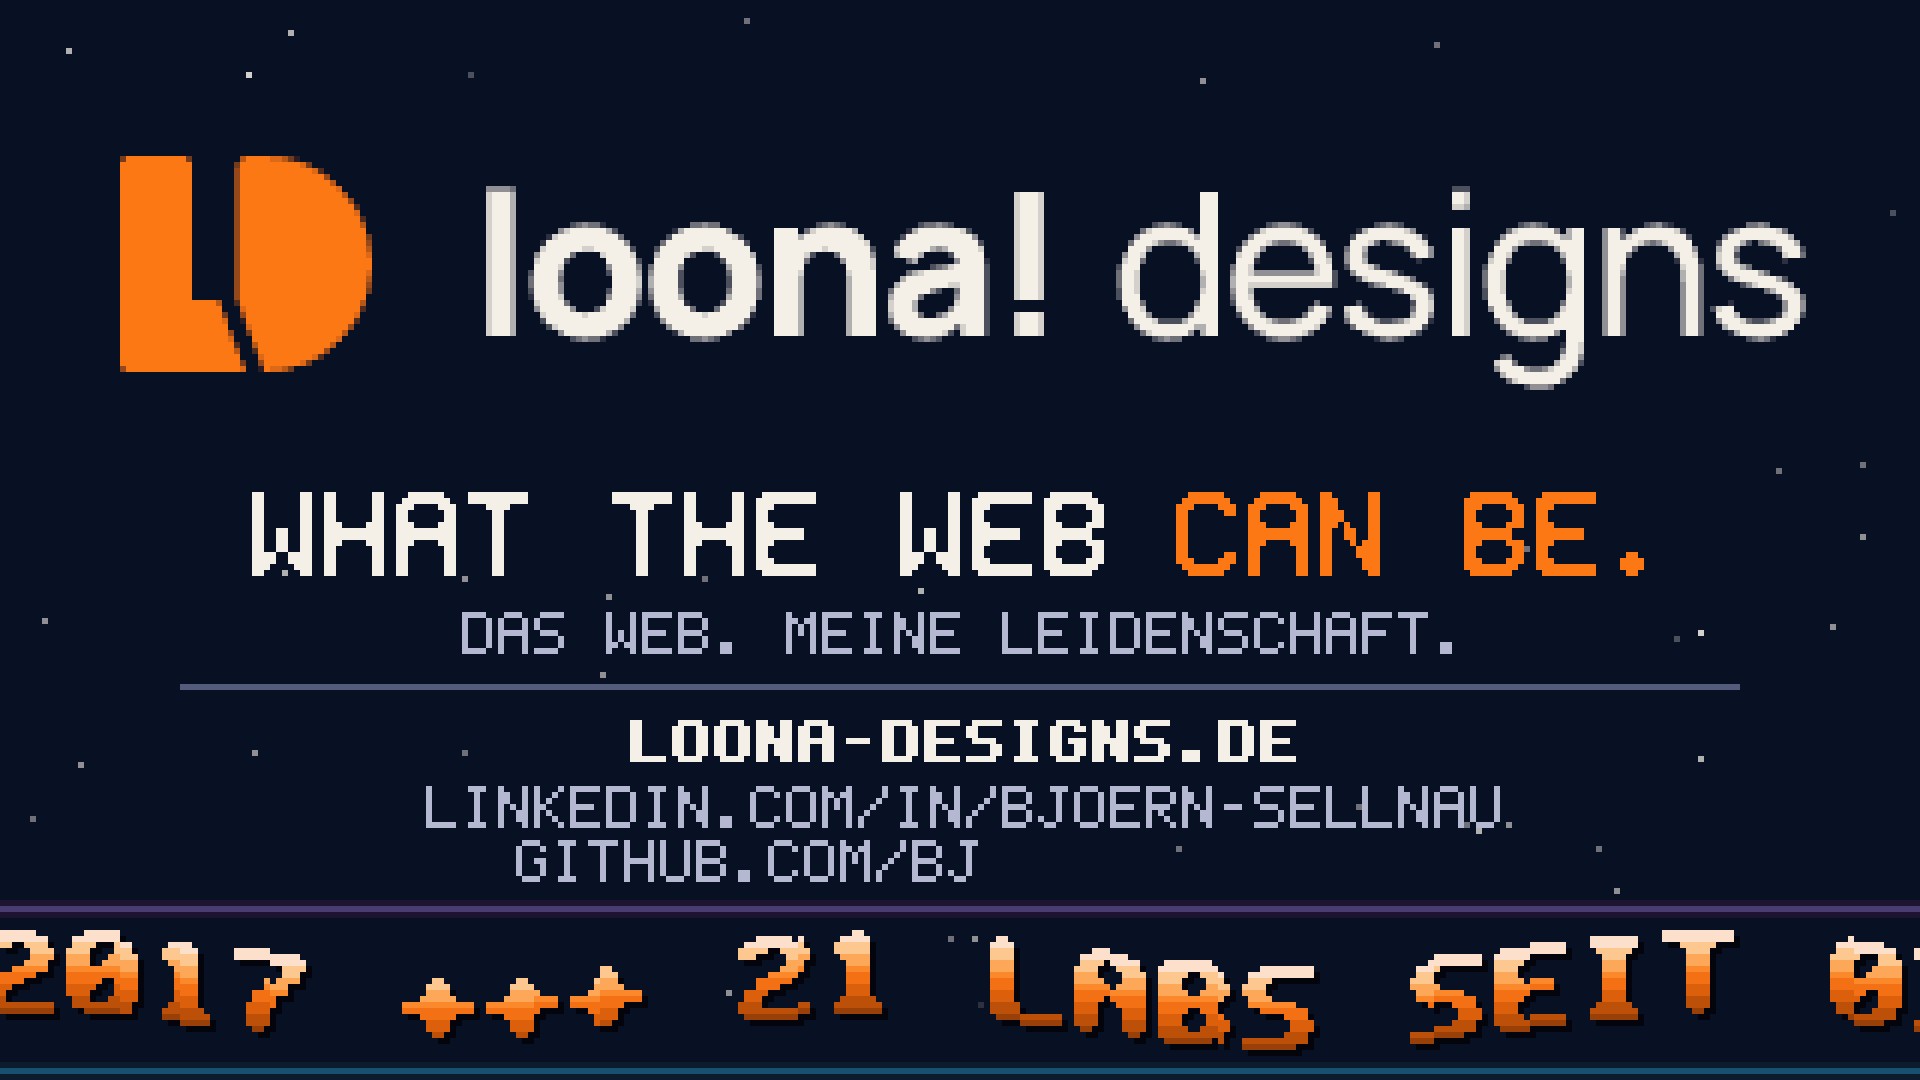 loona! designs
WHAT THE WEB CAN BE.
DAS WEB. MEINE LEIDENSCHAFT.
LOONA-DESIGNS.DE
LINKEDIN.COM/IN/BJOERN-SELLNAU
GITHUB.COM/BJ
2017 +++ 21 LABS SEIT